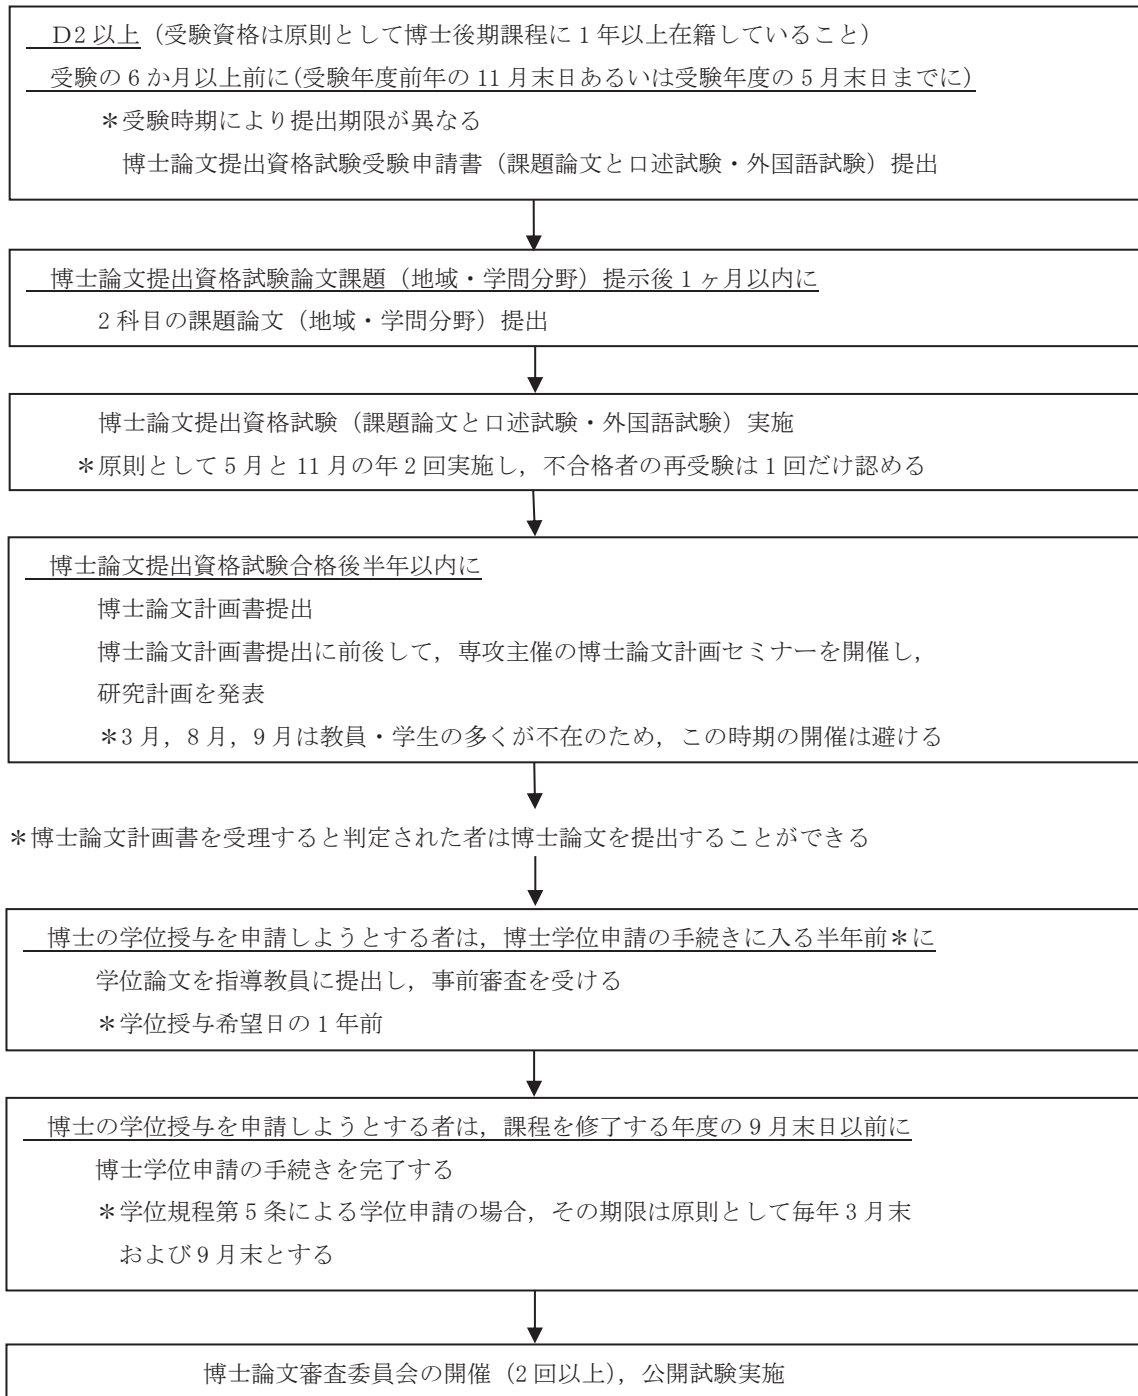 D2以上（受験資格は原則として博士後期課程に1年以上在籍していること）
受験の6か月以上前に(受験年度前年の11月末日あるいは受験年度の5月末日までに)
＊受験時期により提出期限が異なる
博士論文提出資格試験受験申請書（課題論文と口述試験・外国語試験）提出
博士論文提出資格試験論文課題（地域・学問分野）提示後1ヶ月以内に
2科目の課題論文（地域・学問分野）提出
博士論文提出資格試験（課題論文と口述試験・外国語試験）実施
＊原則として5月と11月の年2回実施し，不合格者の再受験は1回だけ認める
博士論文提出資格試験合格後半年以内に
博士論文計画書提出
博士論文計画書提出に前後して，専攻主催の博士論文計画セミナーを開催し，
研究計画を発表
＊3月，8月，9月は教員・学生の多くが不在のため，この時期の開催は避ける
＊博士論文計画書を受理すると判定された者は博士論文を提出することができる
博士の学位授与を申請しようとする者は，博士学位申請の手続きに入る半年前＊に
学位論文を指導教員に提出し，事前審査を受ける
＊学位授与希望日の1年前
博士の学位授与を申請しようとする者は，課程を修了する年度の9月末日以前に
博士学位申請の手続きを完了する
＊学位規程第5条による学位申請の場合，その期限は原則として毎年3月末
および9月末とする
博士論文審査委員会の開催（2回以上），公開試験実施